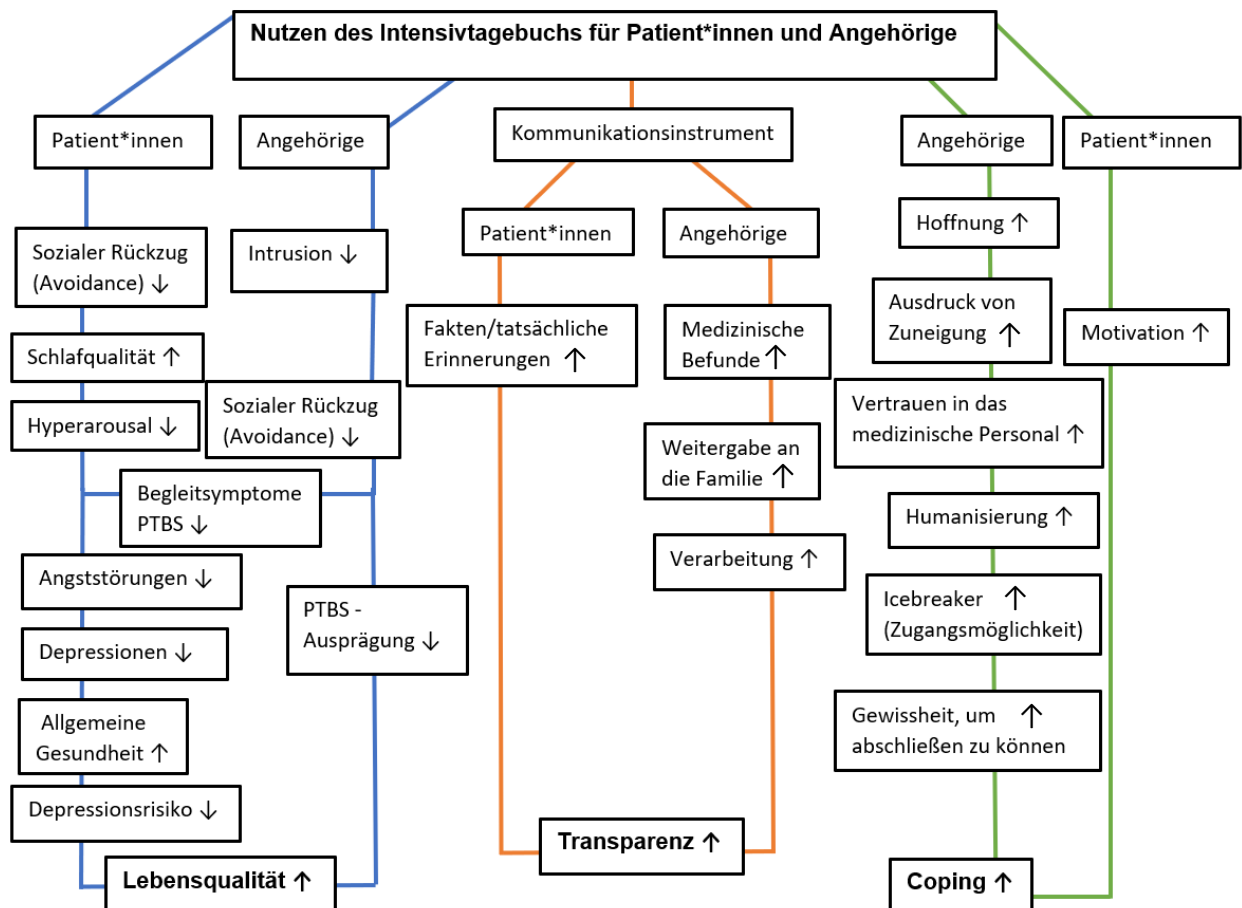 Nutzen des Intensivtagebuchs für Patient*innen und Angehörige
Patient*innen
Sozialer Rückzug
(Avoidance) ↓
Schlafqualität ↑
Hyperarousal ↓
Begleitsymptome
PTBS ↓
Angststörungen ↓
Depressionen ↓
Allgemeine
Gesundheit ↑
Depressionsrisiko ↓
Angehörige
Intrusion ↓
Sozialer Rückzug
(Avoidance) ↓
PTBS -
Ausprägung ↓
Lebensqualität ↑
Kommunikationsinstrument
Patient*innen
Fakten/tatsächliche
Erinnerungen ↑
Angehörige
Medizinische
Befunde ↑
Weitergabe an
die Familie ↑
Verarbeitung ↑
Transparenz ↑
Angehörige
Hoffnung ↑
Ausdruck von
Zuneigung ↑
Vertrauen in das
medizinische Personal ↑
Humanisierung ↑
Icebreaker ↑
(Zugangsmöglichkeit)
Gewissheit, um ↑
abschließen zu können
Patient*innen
Motivation ↑
Coping ↑